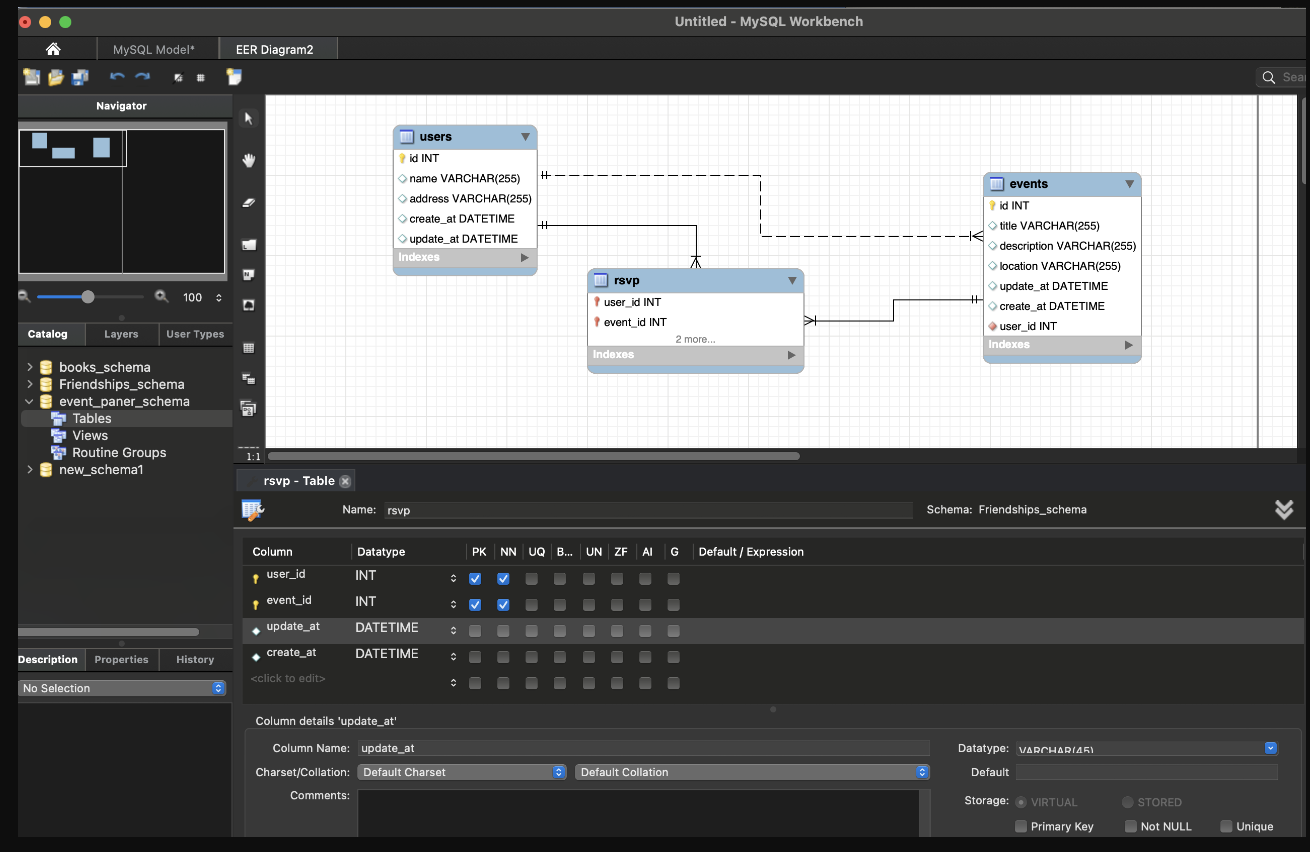 Untitled - MySQL Workbench
MySQL Model*
EER Diagram2
Sea
Navigator
100
Catalog Layers User Types
books_schema
Friendships_schema
event_paner_schema
Tables
Views
Routine Groups
new_schema1
Description Properties History
No Selection
users
id INT
name VARCHAR(255)
address VARCHAR(255)
create_at DATETIME
update_at DATETIME
Indexes
rsvp
user_id INT
event_id INT
2 more...
Indexes
events
id INT
title VARCHAR(255)
description VARCHAR(255)
location VARCHAR(255)
update_at DATETIME
create_at DATETIME
user_id INT
Indexes
1:1
rsvp - Table
Name: rsvp Schema: Friendships_schema
Column Datatype PK NN UQ B... UN ZF AI G Default / Expression
user_id INT
event_id INT
update_at DATETIME
create_at DATETIME
<click to edit>
Column details 'update_at'
Column Name: update_at Datatype: VARCHAR(45)
Charset/Collation: Default Charset Default Collation Default
Comments: Storage: VIRTUAL STORED
Primary Key Not NULL Unique